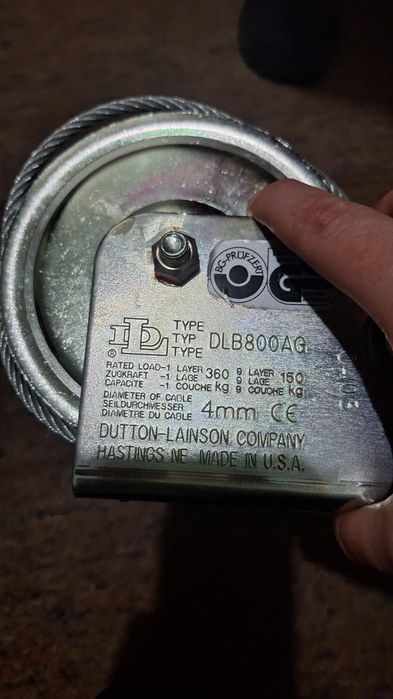 BG-PRÜFZERT
DL
®
TYPE
TYP DLB800AG
TYPE
RATED LOAD-1 LAYER 360 9 LAYER 150
ZUGKRAFT -1 LAGE kg 9 LAGE kg
CAPACITE -1 COUCHE 9 COUCHE
DIAMETER OF CABLE
SEILDURCHMESSER 4mm CE
DIAMETRE DU CABLE
DUTTON-LAINSON COMPANY
HASTINGS NE MADE IN U.S.A.